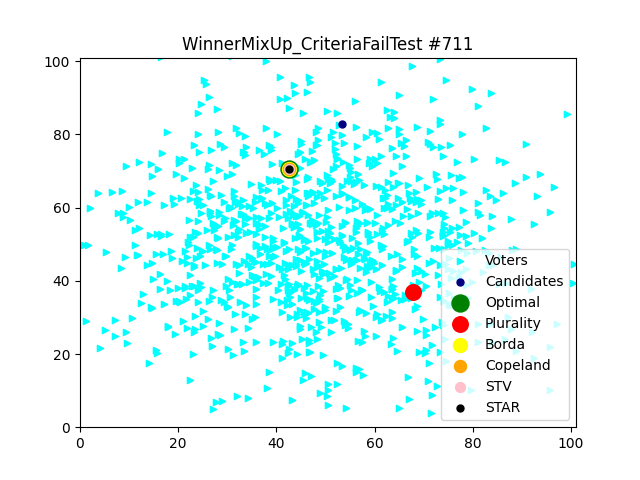 WinnerMixUp_CriteriaFailTest #711
100
80
60
40
20
0
0 20 40 60 80 100
Voters
Candidates
Optimal
Plurality
Borda
Copeland
STV
STAR